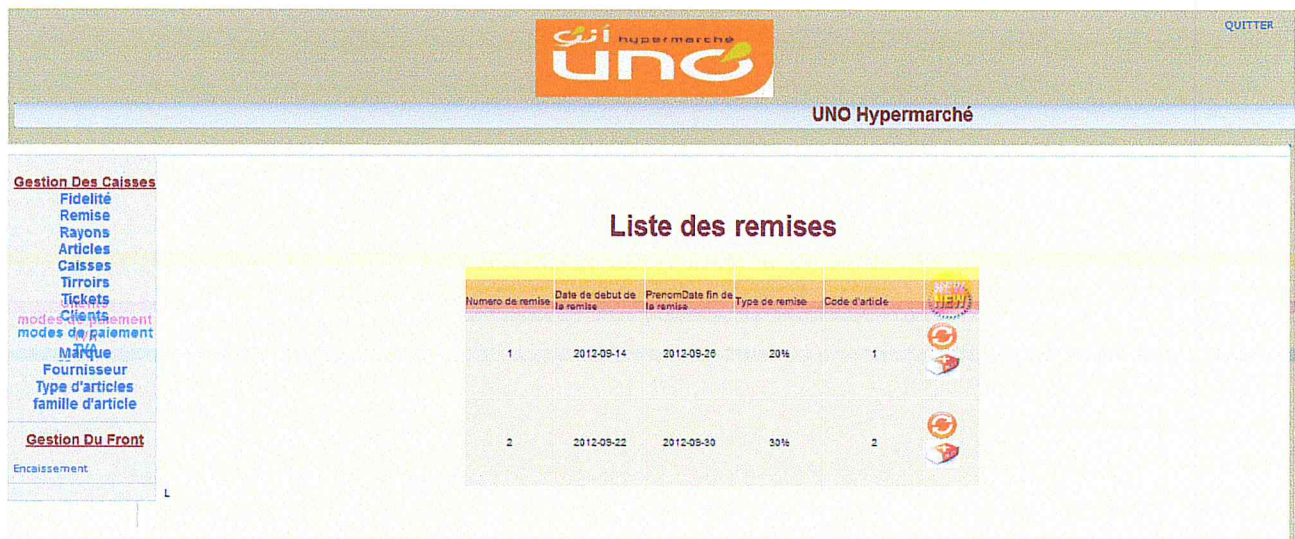 QUITTER
أونو hypermarché
uno
UNO Hypermarché
Gestion Des Caisses
Fidelité
Remise
Rayons
Articles
Caisses
Tirroirs
Tickets
Clients
modes de paiement
TVA
Marque
Fournisseur
Type d'articles
famille d'article
Gestion Du Front
Encaissement
L
Liste des remises
Numero de remise Date de debut de la remise PrenomDate fin de la remise Type de remise Code d'article NEW
1 2012-09-14 2012-09-26 20% 1
2 2012-09-22 2012-09-30 30% 2